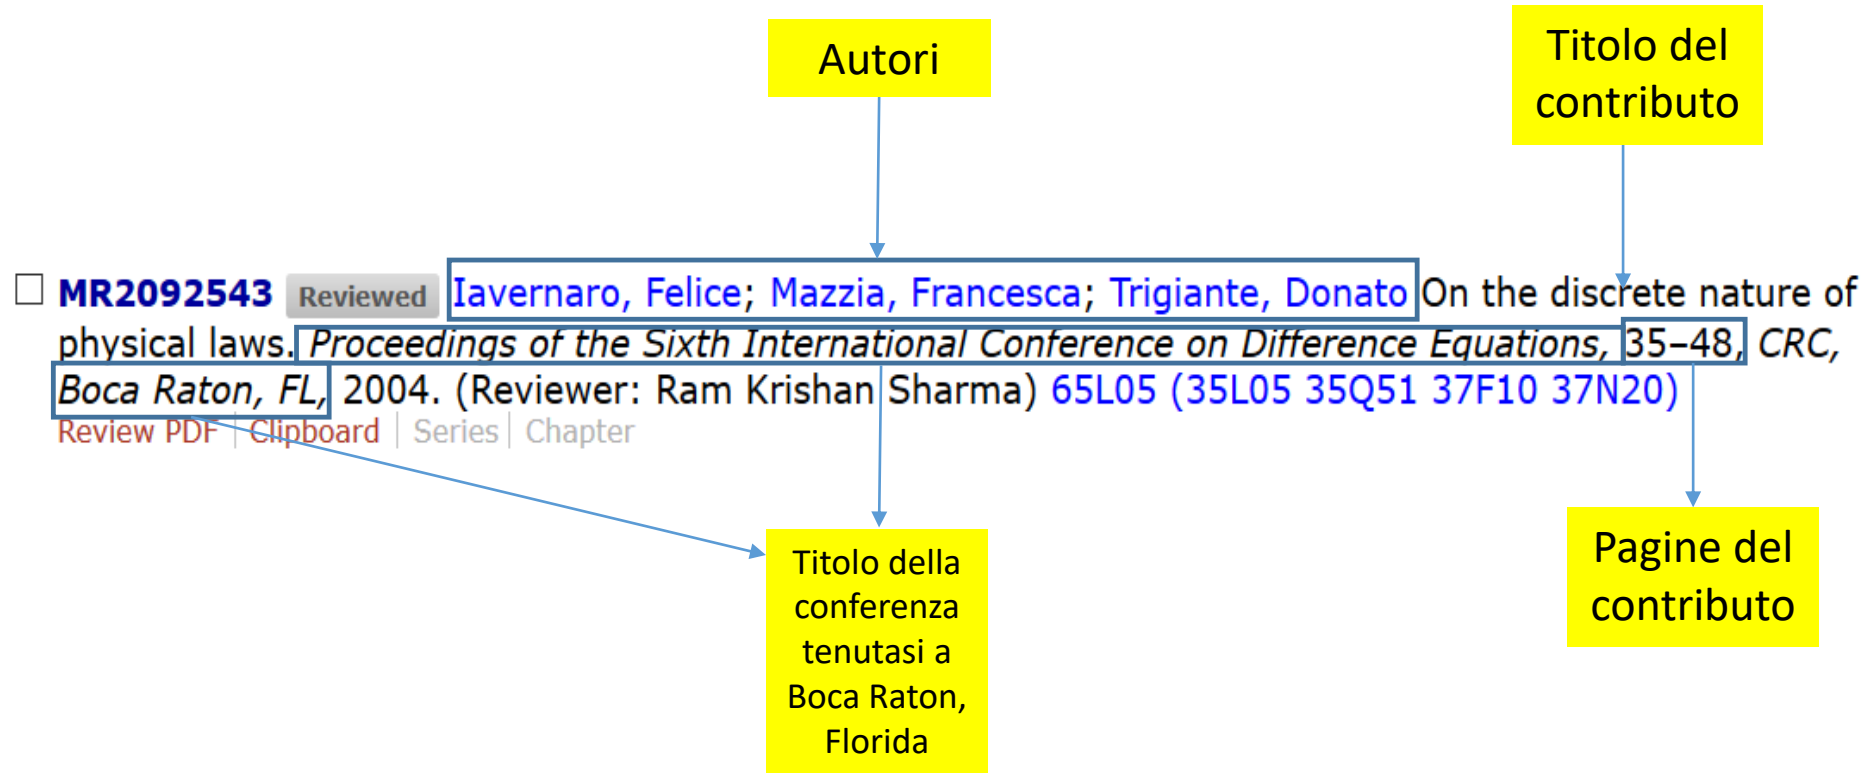 Autori
Titolo del
contributo
MR2092543 Reviewed Iavernaro, Felice; Mazzia, Francesca; Trigiante, Donato On the discrete nature of
physical laws. Proceedings of the Sixth International Conference on Difference Equations, 35–48, CRC,
Boca Raton, FL, 2004. (Reviewer: Ram Krishan Sharma) 65L05 (35L05 35Q51 37F10 37N20)
Review PDF | Clipboard | Series | Chapter
Titolo della
conferenza
tenutasi a
Boca Raton,
Florida
Pagine del
contributo